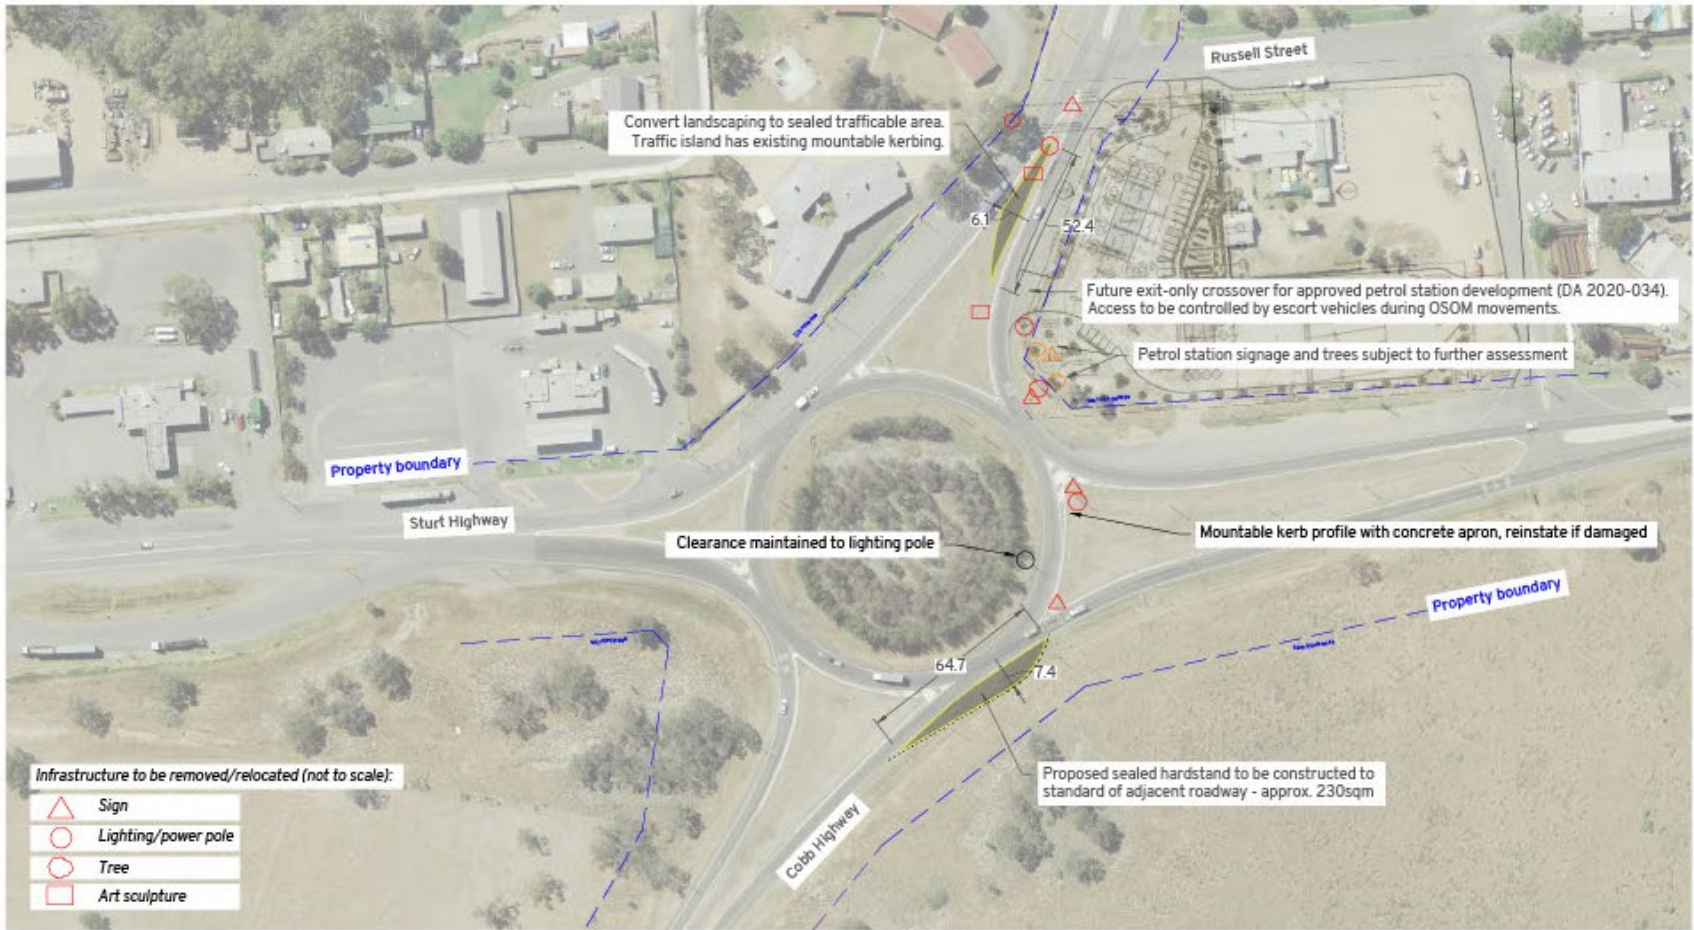 Russell Street
Convert landscaping to sealed trafficable area.
Traffic island has existing mountable kerbing.
6.1
52.4
Future exit-only crossover for approved petrol station development (DA 2020-034).
Access to be controlled by escort vehicles during OSOM movements.
Petrol station signage and trees subject to further assessment
Property boundary
Sturt Highway
Clearance maintained to lighting pole
Mountable kerb profile with concrete apron, reinstate if damaged
Property boundary
64.7
7.4
Proposed sealed hardstand to be constructed to
standard of adjacent roadway - approx. 230sqm
Cobb Highway
Infrastructure to be removed/relocated (not to scale):
Sign
Lighting/power pole
Tree
Art sculpture